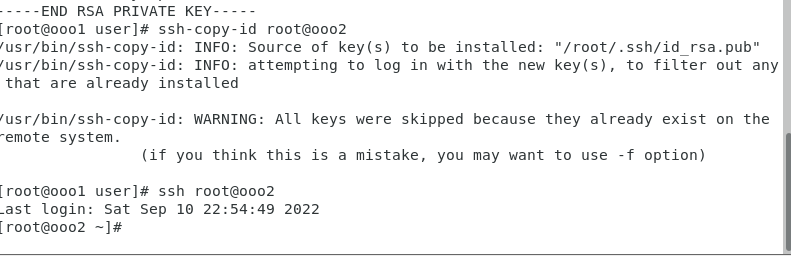 -----END RSA PRIVATE KEY-----
[root@ooo1 user]# ssh-copy-id root@ooo2
/usr/bin/ssh-copy-id: INFO: Source of key(s) to be installed: "/root/.ssh/id_rsa.pub"
/usr/bin/ssh-copy-id: INFO: attempting to log in with the new key(s), to filter out any
that are already installed
/usr/bin/ssh-copy-id: WARNING: All keys were skipped because they already exist on the
remote system.
(if you think this is a mistake, you may want to use -f option)
[root@ooo1 user]# ssh root@ooo2
Last login: Sat Sep 10 22:54:49 2022
[root@ooo2 ~]#